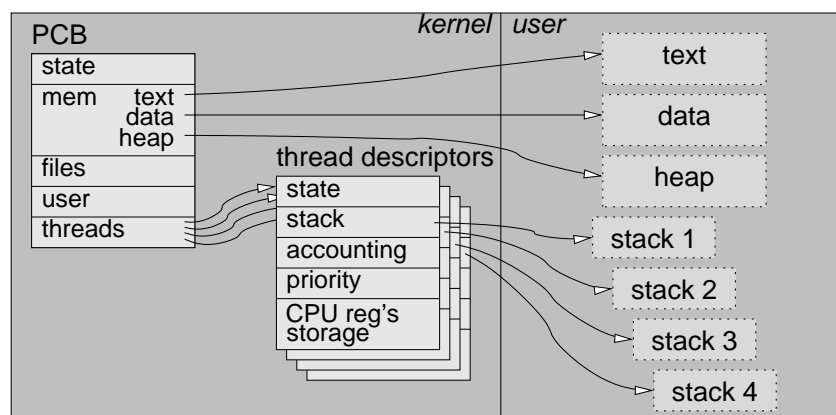 PCB
kernel
user
state
mem
text
data
heap
files
user
threads
thread descriptors
state
stack
accounting
priority
CPU reg's
storage
text
data
heap
stack 1
stack 2
stack 3
stack 4